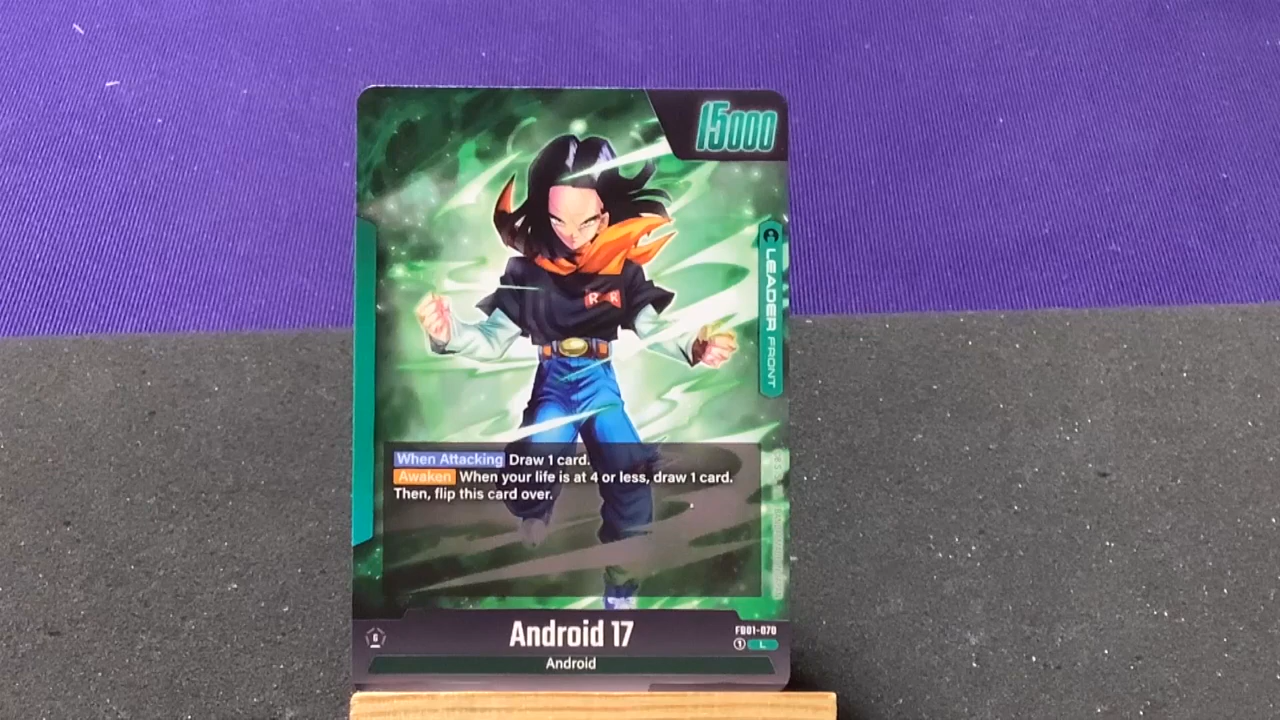 15000
LEADER FRONT
R R
When Attacking Draw 1 card.
Awaken When your life is at 4 or less, draw 1 card.
Then, flip this card over.
G
Android 17
FB01-070
1 L
Android